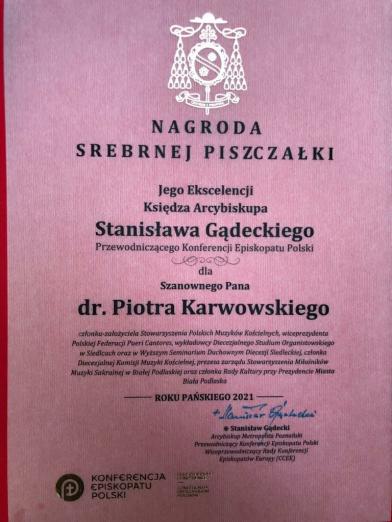 NAGRODA
SREBRNEJ PISZCZAŁKI
Jego Ekscelencji
Księdza Arcybiskupa
Stanisława Gądeckiego
Przewodniczącego Konferencji Episkopatu Polski
dla
Szanownego Pana
dr. Piotra Karwowskiego
członka-założyciela Stowarzyszenia Polskich Muzyków Kościelnych, wiceprezydenta
Polskiej Federacji Pueri Cantores, wykładowcy Diecezjalnego Studium Organistowskiego
w Siedlcach oraz w Wyższym Seminarium Duchownym Diecezji Siedleckiej, członka
Diecezjalnej Komisji Muzyki Kościelnej, prezesa zarządu Stowarzyszenia Miłośników
Muzyki Sakralnej w Białej Podlaskiej oraz członka Rady Kultury przy Prezydencie Miasta
Biała Podlaska
ROKU PAŃSKIEGO 2021
+ Stanisław Gądecki
Stanisław Gądecki
Arcybiskup Metropolita Poznański
Przewodniczący Konferencji Episkopatu Polski
Wiceprzewodniczący Rady Konferencji
Episkopatów Europy (CCEE)
KONFERENCJA
EPISKOPATU
POLSKI